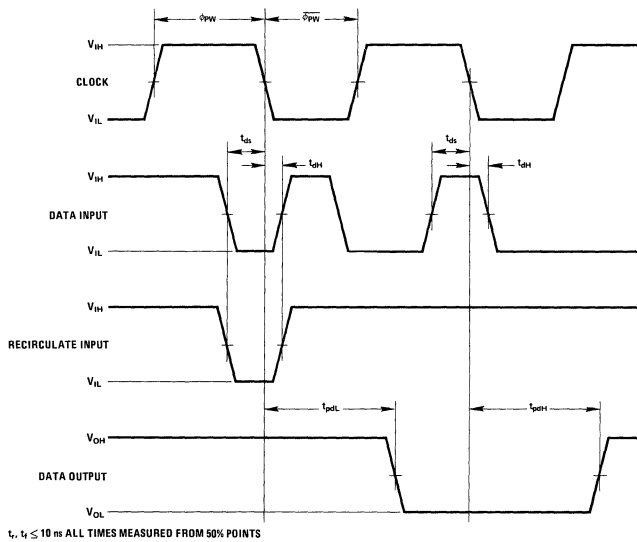 ϕPW
ϕPW
VIH
CLOCK
VIL
tds
tdH
tds
tdH
VIH
DATA INPUT
VIL
VIH
RECIRCULATE INPUT
VIL
tpdL
tpdH
VOH
DATA OUTPUT
VOL
tr, tf ≤ 10 ns ALL TIMES MEASURED FROM 50% POINTS